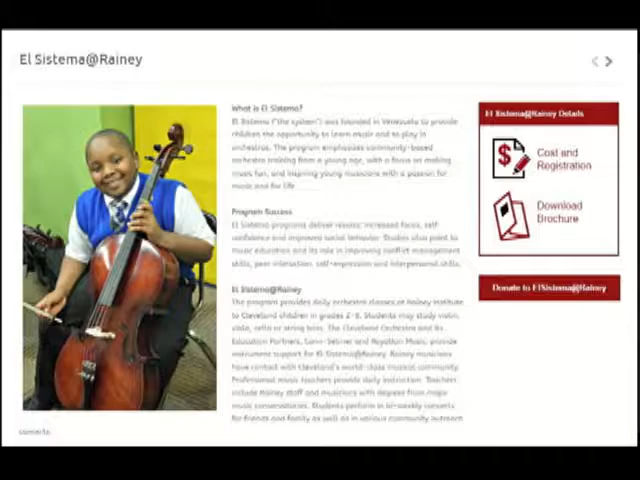 El Sistema@Rainey
What is El Sistema?
El Sistema ("the system") was founded in Venezuela to provide
children the opportunity to learn music and to play in
orchestras. The program emphasizes community-based
orchestra training from a young age, with a focus on making
music fun, and inspiring young musicians with a passion for
music and for life
Program Success
El Sistema programs deliver results: increased focus, self-
confidence and improved social behavior. Studies also point to
music education and its role in improving conflict management
skills, peer interaction, self-expression and interpersonal skills.
El Sistema@Rainey
The program provides daily orchestra classes at Rainey Institute
to Cleveland children in grades 2-8. Students may study violin,
viola, cello or string bass. The Cleveland Orchestra and its
Education Partners, Conn-Selmer and Royalton Music, provide
instrument support for El Sistema@Rainey. Rainey musicians
have contact with Cleveland's world-class musical community.
Professional music teachers provide daily instruction. Teachers
include Rainey staff and musicians with degrees from major
music conservatories. Students perform in bi-weekly concerts
for friends and family as well as in various community outreach
concerts.
El Sistema@Rainey Details
Cost and
Registration
Download
Brochure
Donate to ElSistema@Rainey